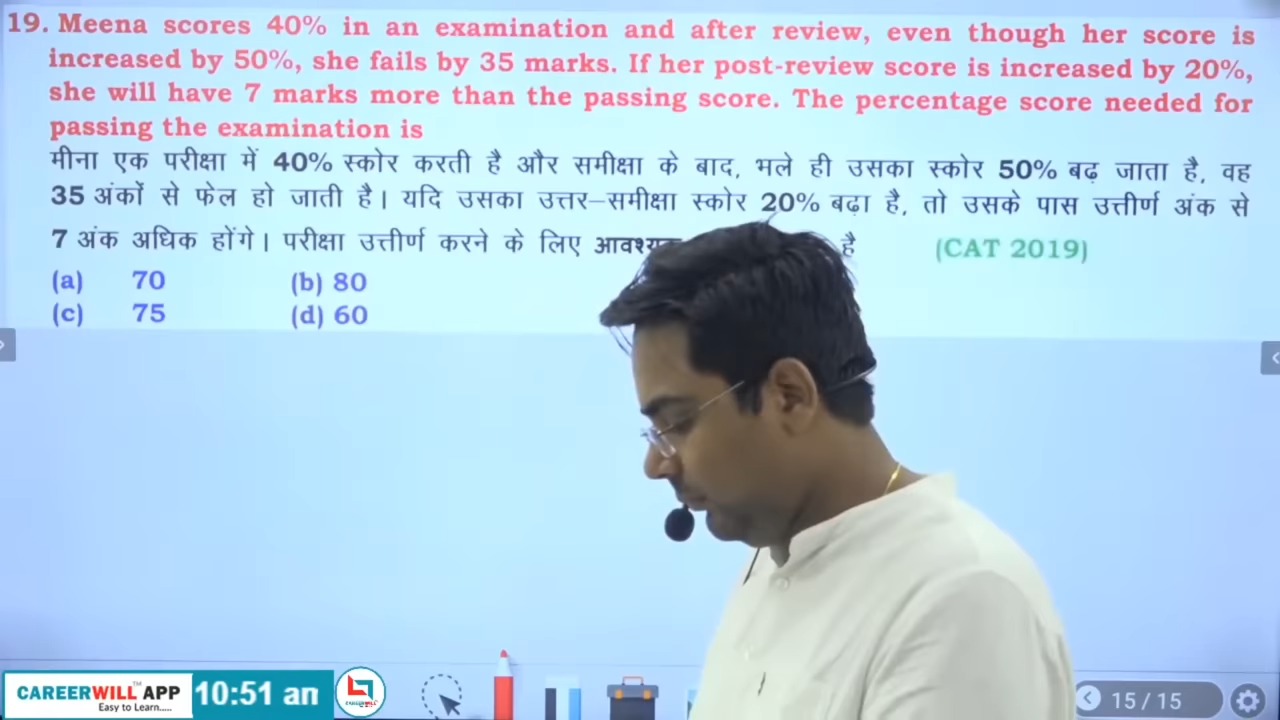 19. Meena scores 40% in an examination and after review, even though her score is
increased by 50%, she fails by 35 marks. If her post-review score is increased by 20%,
she will have 7 marks more than the passing score. The percentage score needed for
passing the examination is
मीना एक परीक्षा में 40% स्कोर करती है और समीक्षा के बाद, भले ही उसका स्कोर 50% बढ़ जाता है, वह
35 अंकों से फेल हो जाती है। यदि उसका उत्तर–समीक्षा स्कोर 20% बढ़ा है, तो उसके पास उत्तीर्ण अंक से
7 अंक अधिक होंगे। परीक्षा उत्तीर्ण करने के लिए है (CAT 2019)
(a) 70 (b) 80
(c) 75 (d) 60
CAREERWILL™ APP
Easy to Learn.....
10:51 an
CAREERWILL
15 / 15